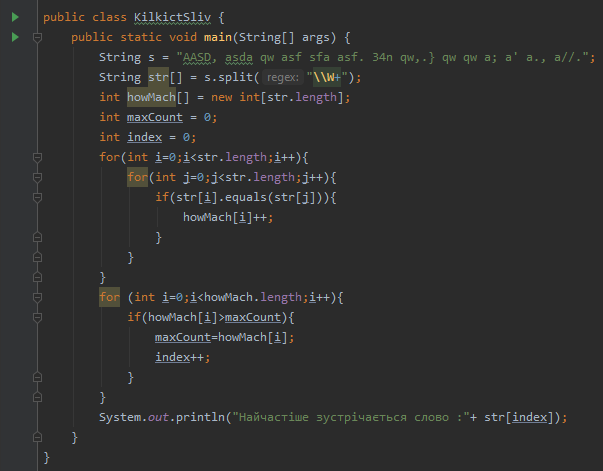 public class KilkictSliv {
    public static void main(String[] args) {
        String s = "AASD, asda qw asf sfa asf. 34n qw,.} qw qw a; a' a., a//.";
        String str[] = s.split( regex: "\\W+");
        int howMach[] = new int[str.length];
        int maxCount = 0;
        int index = 0;
        for(int i=0;i<str.length;i++){
            for(int j=0;j<str.length;j++){
                if(str[i].equals(str[j])){
                    howMach[i]++;
                }
            }
        }
        for (int i=0;i<howMach.length;i++){
            if(howMach[i]>maxCount){
                maxCount=howMach[i];
                index++;
            }
        }
        System.out.println("Найчастіше зустрічається слово :"+ str[index]);
    }
}